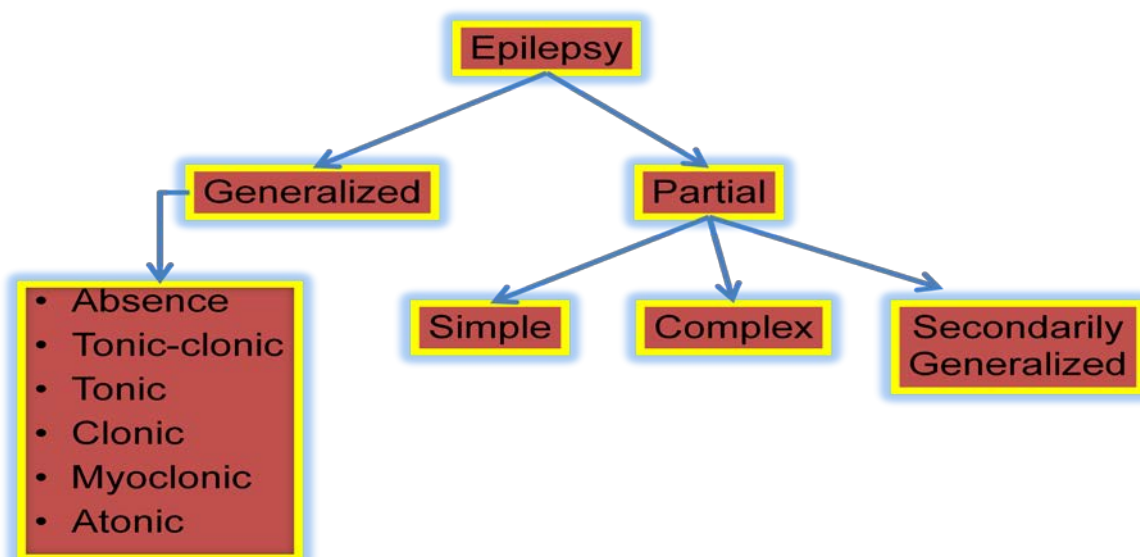 Epilepsy
Generalized
Partial
• Absence
• Tonic-clonic
• Tonic
• Clonic
• Myoclonic
• Atonic
Simple
Complex
Secondarily
Generalized